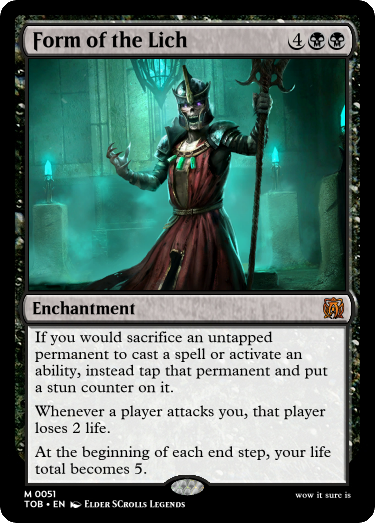 Form of the Lich 4
Enchantment
If you would sacrifice an untapped
permanent to cast a spell or activate an
ability, instead tap that permanent and put
a stun counter on it.
Whenever a player attacks you, that player
loses 2 life.
At the beginning of each end step, your life
total becomes 5.
M 0051
TOB • EN Elder SCrolls Legends
wow it sure is